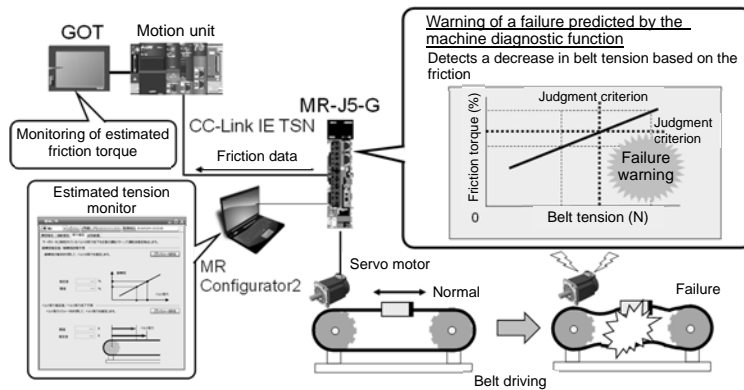 GOT
Motion unit
Monitoring of estimated
friction torque
MR-J5-G
CC-Link IE TSN
Friction data
Estimated tension
monitor
MR
Configurator2
Servo motor
Warning of a failure predicted by the
machine diagnostic function
Detects a decrease in belt tension based on the
friction
Judgment criterion
Judgment
criterion
Failure
warning
Friction torque (%)
0
Belt tension (N)
Normal
Failure
Belt driving